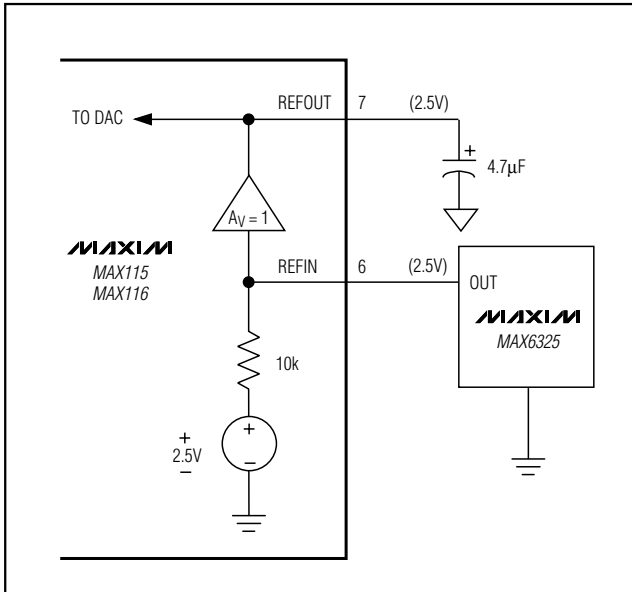 REFOUT 7 (2.5V)
TO DAC
+
4.7µF
AV = 1
MAXIM
MAX115
MAX116
REFIN 6 (2.5V)
OUT
MAXIM
MAX6325
10k
+
2.5V
−
+
−